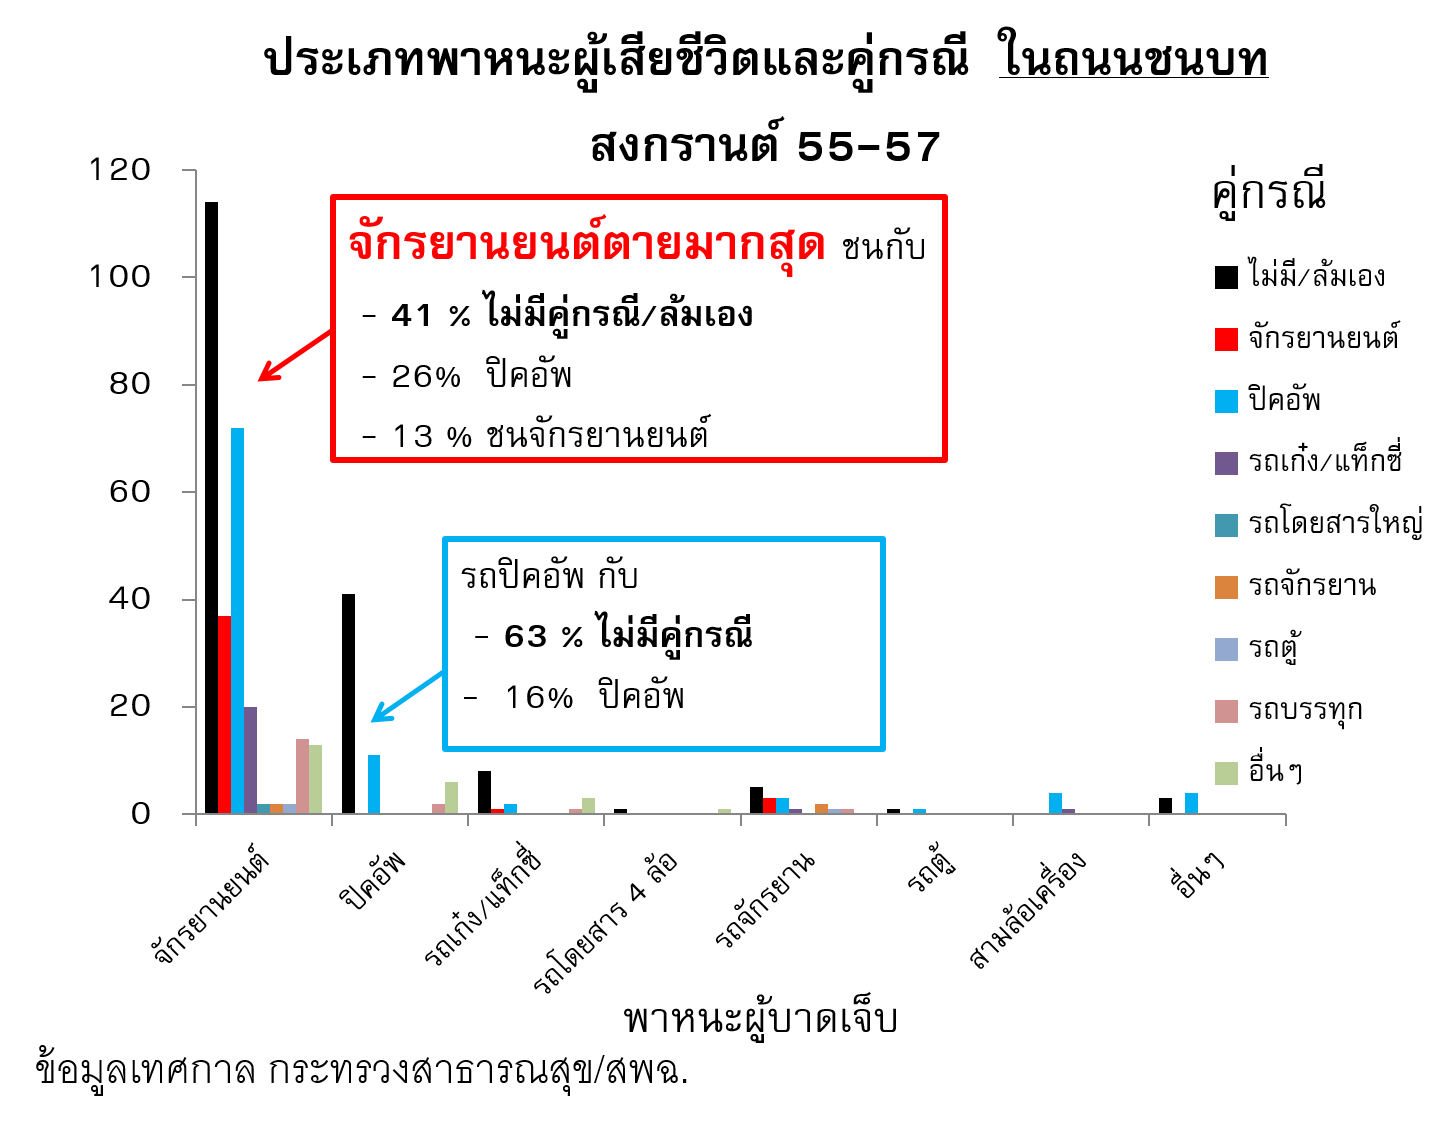 ประเภทพาหนะผู้เสียชีวิตและคู่กรณี ในถนนชนบท
สงกรานต์ 55-57
120
100
80
60
40
20
0
จักรยานยนต์ตายมากสุด ชนกับ
- 41 % ไม่มีคู่กรณี/ล้มเอง
- 26% ปิคอัพ
- 13 % ชนจักรยานยนต์
รถปิคอัพ กับ
- 63 % ไม่มีคู่กรณี
- 16% ปิคอัพ
คู่กรณี
ไม่มี/ล้มเอง
จักรยานยนต์
ปิคอัพ
รถเก๋ง/แท็กซี่
รถโดยสารใหญ่
รถจักรยาน
รถตู้
รถบรรทุก
อื่นๆ
จักรยานยนต์
ปิคอัพ
รถเก๋ง/แท็กซี่
รถโดยสาร 4 ล้อ
รถจักรยาน
รถตู้
สามล้อเครื่อง
อื่นๆ
พาหนะผู้บาดเจ็บ
ข้อมูลเทศกาล กระทรวงสาธารณสุข/สพฉ.